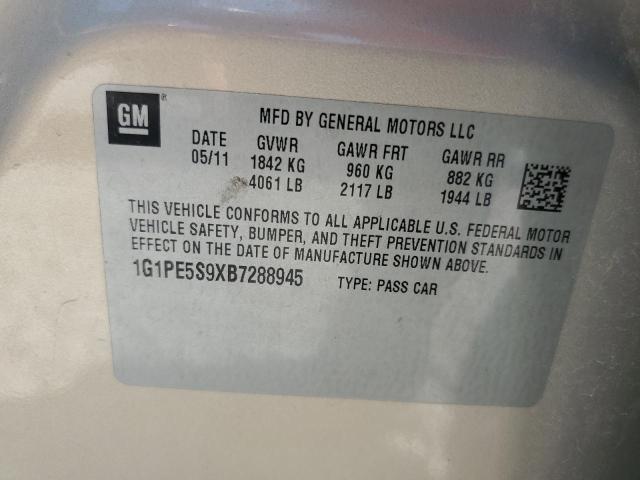 GM®
MFD BY GENERAL MOTORS LLC
DATE GVWR GAWR FRT GAWR RR
05/11 1842 KG 960 KG 882 KG
4061 LB 2117 LB 1944 LB
THIS VEHICLE CONFORMS TO ALL APPLICABLE U.S. FEDERAL MOTOR
VEHICLE SAFETY, BUMPER, AND THEFT PREVENTION STANDARDS IN
EFFECT ON THE DATE OF MANUFACTURE SHOWN ABOVE.
1G1PE5S9XB7288945 TYPE: PASS CAR